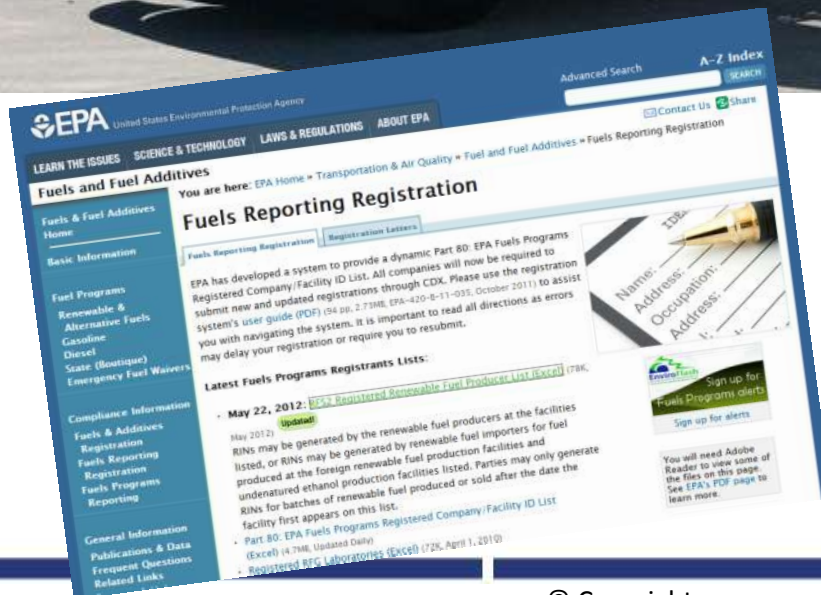 EPA United States Environmental Protection Agency
Advanced Search
A-Z Index
SEARCH
LEARN THE ISSUES SCIENCE & TECHNOLOGY LAWS & REGULATIONS ABOUT EPA
Contact Us Share
Fuels and Fuel Additives
You are here: EPA Home » Transportation & Air Quality » Fuel and Fuel Additives » Fuels Reporting Registration
Fuels & Fuel Additives
Home
Basic Information
Fuel Programs
Renewable &
Alternative Fuels
Gasoline
Diesel
State (Boutique)
Emergency Fuel Waivers
Compliance Information
Fuels & Additives
Registration
Fuels Reporting
Registration
Fuels Programs
Reporting
General Information
Publications & Data
Frequent Questions
Related Links
Fuels Reporting Registration
Fuels Reporting Registration Registration Letters
EPA has developed a system to provide a dynamic Part 80: EPA Fuels Programs
Registered Company/Facility ID List. All companies will now be required to
submit new and updated registrations through CDX. Please use the registration
system's user guide (PDF) (94 pp, 2.73MB, EPA-420-B-11-035, October 2011) to assist
you with navigating the system. It is important to read all directions as errors
may delay your registration or require you to resubmit.
Latest Fuels Programs Registrants Lists:
· May 22, 2012: RFS2 Registered Renewable Fuel Producer List (Excel) (78K,
May 2012) Updated!
RINs may be generated by the renewable fuel producers at the facilities
listed, or RINs may be generated by renewable fuel importers for fuel
produced at the foreign renewable fuel production facilities and
undenatured ethanol production facilities listed. Parties may only generate
RINs for batches of renewable fuel produced or sold after the date the
facility first appears on this list.
· Part 80: EPA Fuels Programs Registered Company/Facility ID List
(Excel) (4.7MB, Updated Daily)
· Registered RFG Laboratories (Excel) (72K, April 1, 2010)
Name:
Address:
Occupation:
Address:
EnviroFlash
Sign up for
Fuels Programs alerts
Sign up for alerts
You will need Adobe
Reader to view some of
the files on this page.
See EPA's PDF page to
learn more.